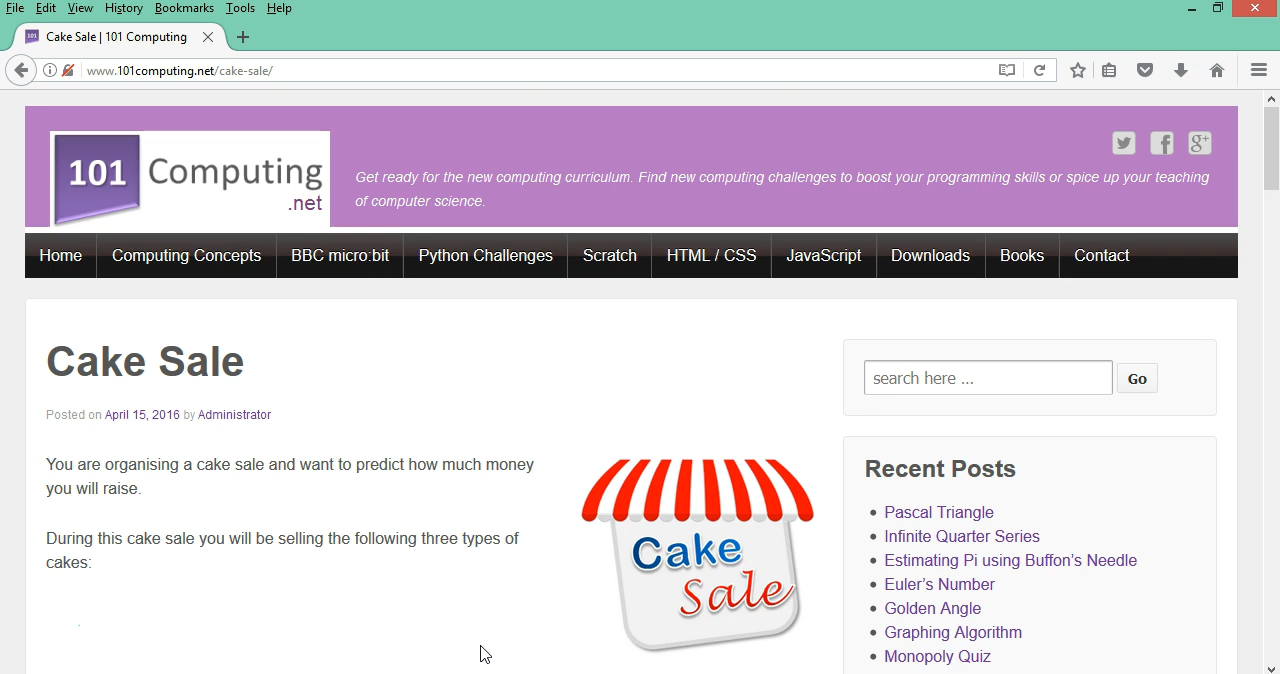 File Edit View History Bookmarks Tools Help
101 Cake Sale | 101 Computing
www.101computing.net/cake-sale/
101 Computing
.net
Get ready for the new computing curriculum. Find new computing challenges to boost your programming skills or spice up your teaching
of computer science.
Home Computing Concepts BBC micro:bit Python Challenges Scratch HTML / CSS JavaScript Downloads Books Contact
Cake Sale
Posted on April 15, 2016 by Administrator
You are organising a cake sale and want to predict how much money
you will raise.
During this cake sale you will be selling the following three types of
cakes:
Cake
Sale
search here ... Go
Recent Posts
Pascal Triangle
Infinite Quarter Series
Estimating Pi using Buffon’s Needle
Euler’s Number
Golden Angle
Graphing Algorithm
Monopoly Quiz